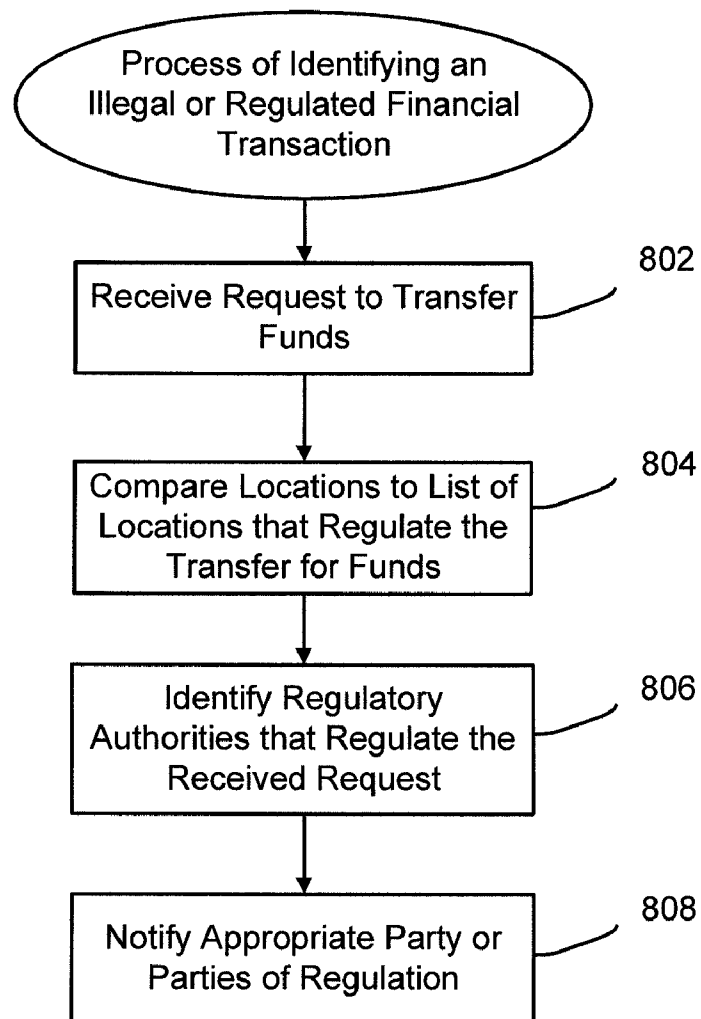 Process of Identifying an
Illegal or Regulated Financial
Transaction
802
Receive Request to Transfer
Funds
804
Compare Locations to List of
Locations that Regulate the
Transfer for Funds
806
Identify Regulatory
Authorities that Regulate the
Received Request
808
Notify Appropriate Party or
Parties of Regulation